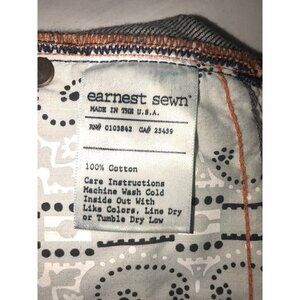 earnest sewn®
MADE IN THE U.S.A.
RN# 0103842 CA# 25439
100% Cotton
Care Instructions
Machine Wash Cold
Inside Out With
Like Colors, Line Dry
or Tumble Dry Low